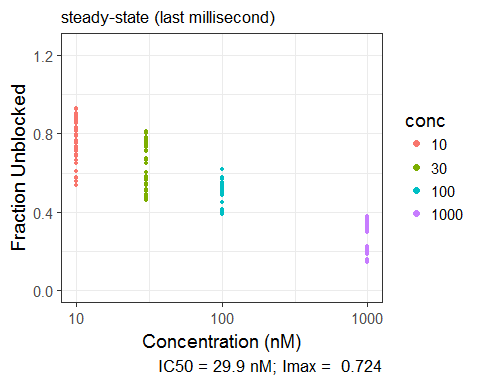 steady-state (last millisecond)
1.2
0.8
0.4
0.0
Fraction Unblocked
10
100
1000
Concentration (nM)
IC50 = 29.9 nM; Imax =  0.724
conc
10
30
100
1000